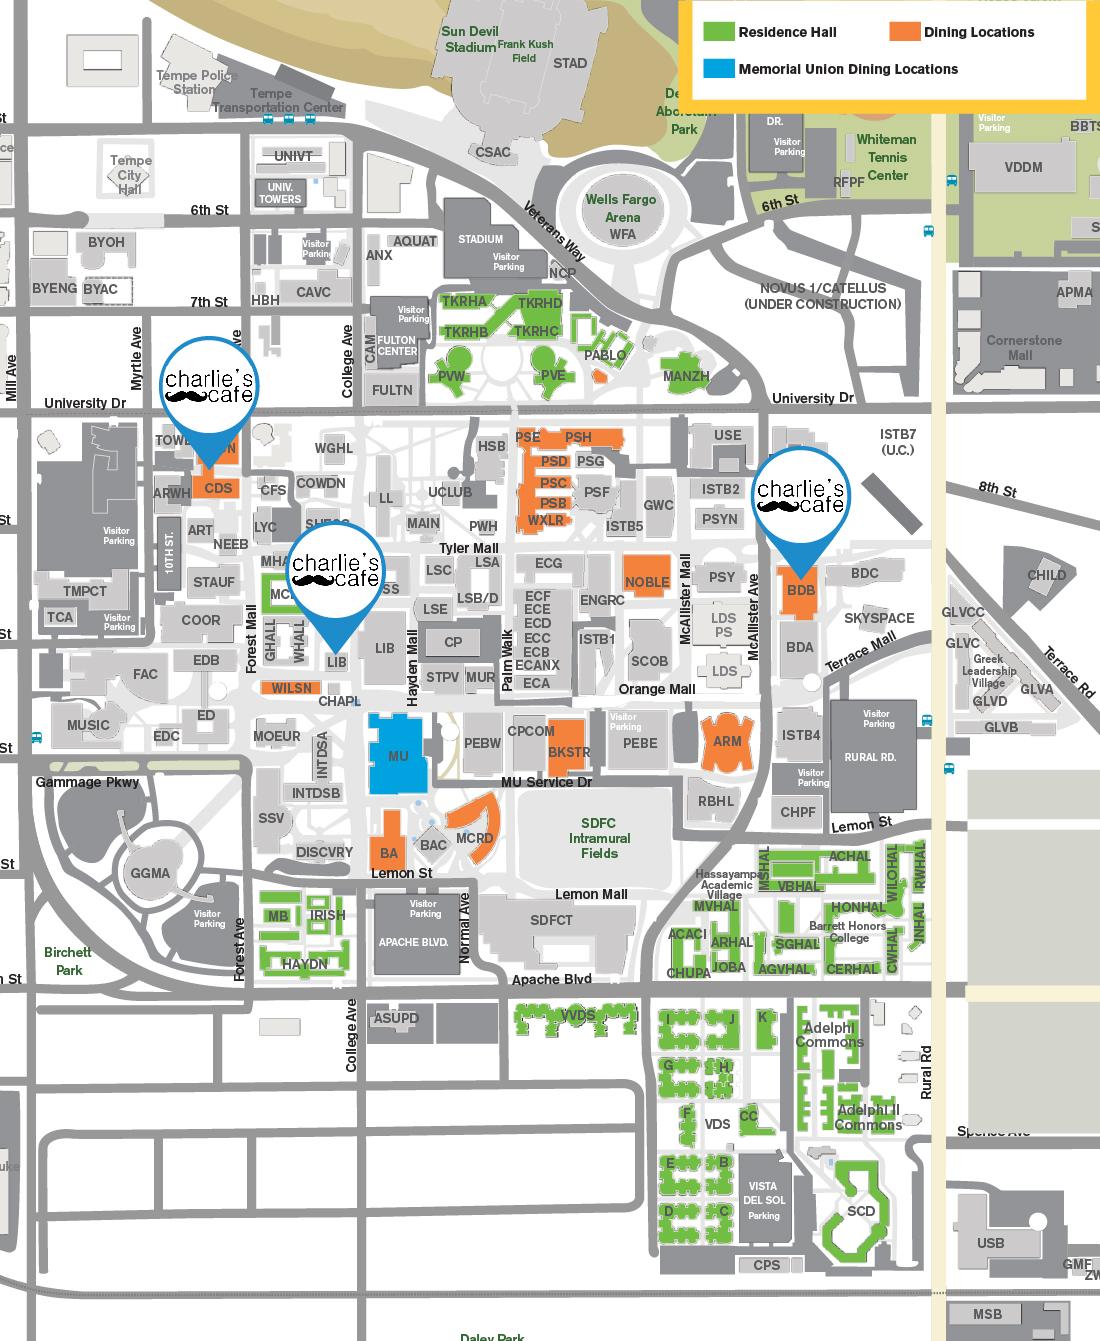 Residence Hall
Dining Locations
Memorial Union Dining Locations
Sun Devil
Stadium
Frank Kush
Field
STAD
Tempe Police
Station
Tempe
Transportation Center
Park
DR.
Visitor
Parking
Whiteman
Tennis
Center
RFPF
Visitor
Parking
VDDM
CSAC
Tempe
City
Hall
UNIVT
UNIV.
TOWERS
6th St
Wells Fargo
Arena
WFA
6th St
Veterans Way
BYOH
Visitor
Parking
ANX
AQUAT
STADIUM
Visitor
Parking
NCP
BYENG
BYAC
HBH
CAVC
7th St
NOVUS 1/CATELLUS
(UNDER CONSTRUCTION)
APMA
TKRHA
TKRHD
TKRHB
TKRHC
Visitor
Parking
FULTON
CENTER
CAM
PABLO
Cornerstone
Mall
Mill Ave
Myrtle Ave
College Ave
charlie's
cafe
FULTN
PVW
PVE
MANZH
University Dr
University Dr
WGHL
HSB
PSE
PSH
USE
ISTB7
(U.C.)
CDS
ARWH
CFS
COWDN
LL
UCLUB
PSD
PSG
PSC
PSF
PSB
WXLR
GWC
ISTB2
PSYN
charlie's
cafe
8th St
Visitor
Parking
10TH ST.
ART
LYC
NEEB
MAIN
PWH
ISTB5
Tyler Mall
charlie's
cafe
TMPCT
TCA
Visitor
Parking
STAUF
COOR
LSC
LSA
LSB/D
LSE
ECG
ECF
ECE
ECD
ECC
ECB
ECANX
ECA
ENGRC
ISTB1
NOBLE
SCOB
PSY
LDS
PS
LDS
BDB
BDC
BDA
SKYSPACE
CHILD
McAllister Mall
McAllister Ave
Forest Mall
GHALL
WHALL
LIB
LIB
Hayden Mall
CP
STPV
MUR
Palm Walk
FAC
EDB
WILSN
CHAPL
Orange Mall
Terrace Mall
Terrace Rd
GLVCC
GLVC
Greek
Leadership
Village
GLVD
GLVA
GLVB
MUSIC
EDC
ED
MOEUR
INTDSA
MU
PEBW
CPCOM
BKSTR
Visitor
Parking
PEBE
ARM
ISTB4
Visitor
Parking
RURAL RD.
Visitor
Parking
Gammage Pkwy
INTDSB
MU Service Dr
RBHL
CHPF
Lemon St
SSV
DISCVRY
BA
BAC
MCRD
SDFC
Intramural
Fields
GGMA
Lemon St
Lemon Mall
Hassayampa
Academic
Village
MSHAL
ACHAL
VBHAL
WILOHAL
RWHAL
MVHAL
HONHAL
Barrett Honors
College
JNHAL
CWHAL
ACACI
ARHAL
SGHAL
CHUPA
JOBA
AGVHAL
CERHAL
Visitor
Parking
Forest Ave
MB
IRISH
HAYDN
Visitor
Parking
APACHE BLVD.
Normal Ave
SDFCT
Birchett
Park
Apache Blvd
College Ave
ASUPD
VVDS
I
J
K
G
H
F
VDS
CC
E
B
D
C
Adelphi
Commons
Adelphi II
Commons
Rural Rd
VISTA
DEL SOL
Parking
SCD
CPS
USB
MSB
Daley Park